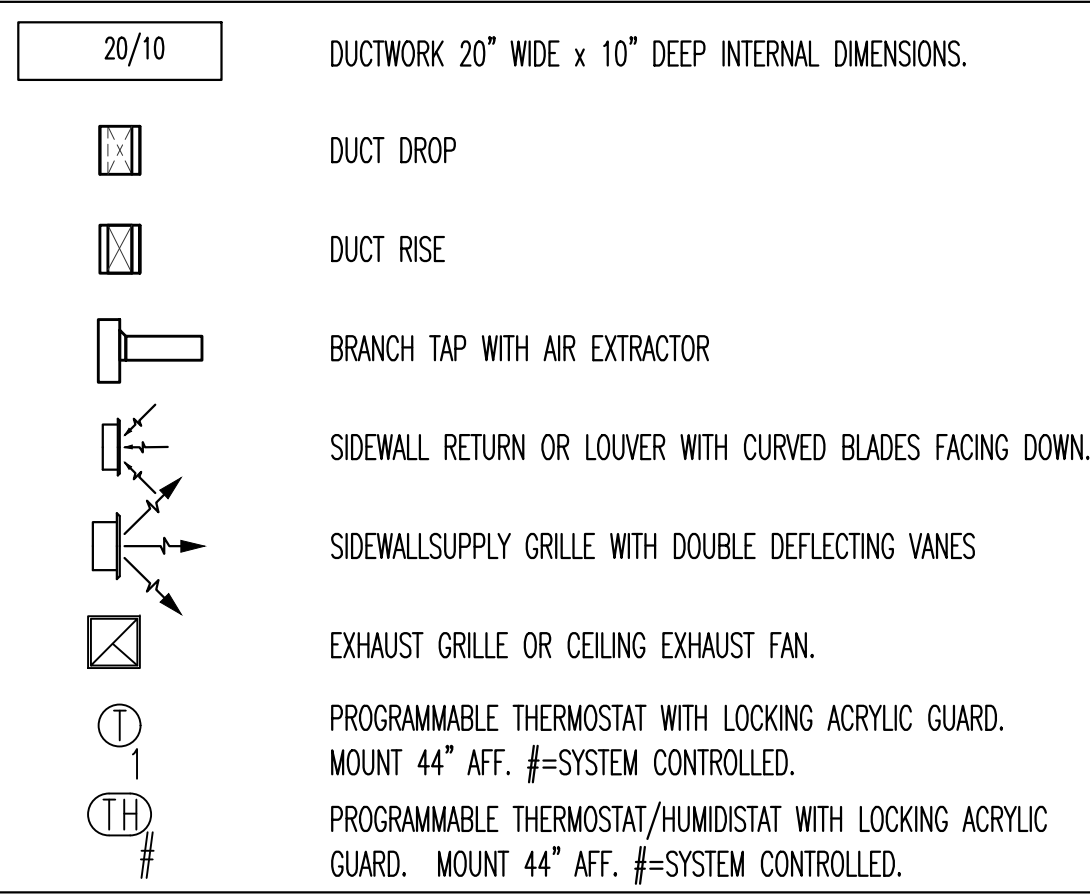 20/10 DUCTWORK 20" WIDE x 10" DEEP INTERNAL DIMENSIONS.
x DUCT DROP
DUCT RISE
BRANCH TAP WITH AIR EXTRACTOR
SIDEWALL RETURN OR LOUVER WITH CURVED BLADES FACING DOWN.
SIDEWALLSUPPLY GRILLE WITH DOUBLE DEFLECTING VANES
EXHAUST GRILLE OR CEILING EXHAUST FAN.
T PROGRAMMABLE THERMOSTAT WITH LOCKING ACRYLIC GUARD.
1 MOUNT 44" AFF. #=SYSTEM CONTROLLED.
TH PROGRAMMABLE THERMOSTAT/HUMIDISTAT WITH LOCKING ACRYLIC
# GUARD. MOUNT 44" AFF. #=SYSTEM CONTROLLED.